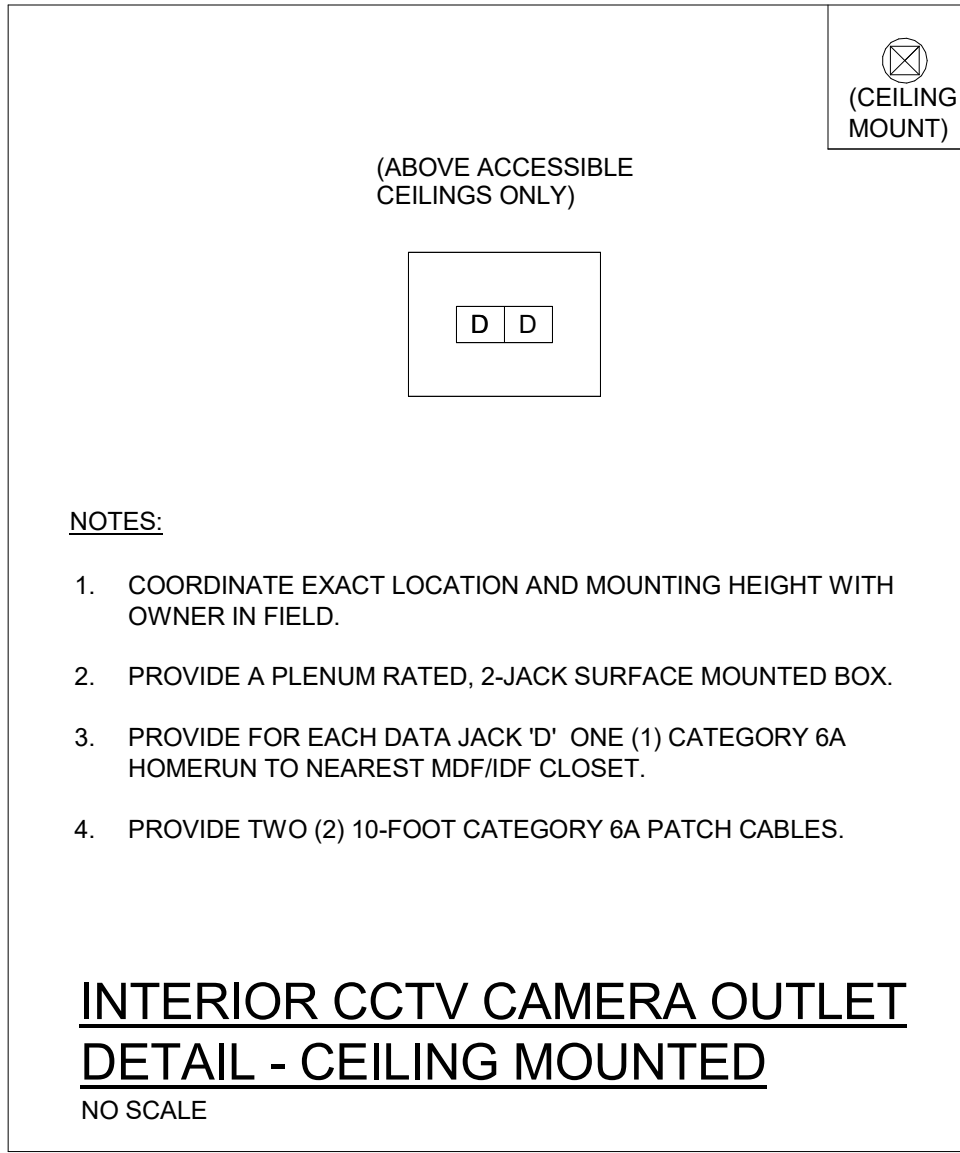 (CEILING
MOUNT)
(ABOVE ACCESSIBLE
CEILINGS ONLY)
D D
NOTES:
1. COORDINATE EXACT LOCATION AND MOUNTING HEIGHT WITH
OWNER IN FIELD.
2. PROVIDE A PLENUM RATED, 2-JACK SURFACE MOUNTED BOX.
3. PROVIDE FOR EACH DATA JACK 'D' ONE (1) CATEGORY 6A
HOMERUN TO NEAREST MDF/IDF CLOSET.
4. PROVIDE TWO (2) 10-FOOT CATEGORY 6A PATCH CABLES.
INTERIOR CCTV CAMERA OUTLET
DETAIL - CEILING MOUNTED
NO SCALE